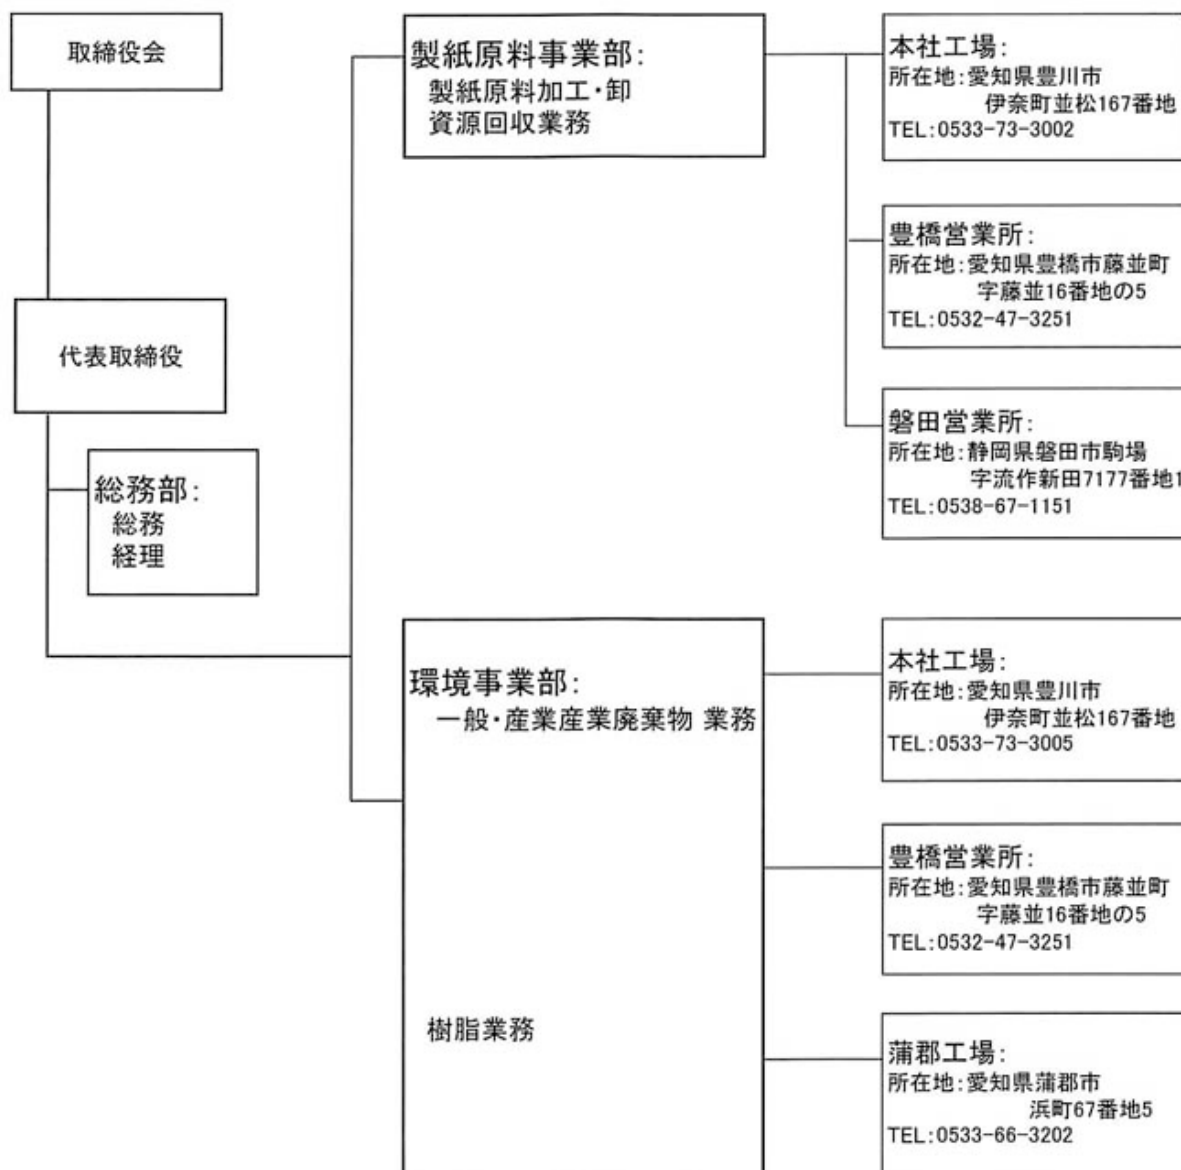 取締役会
代表取締役
総務部:
総務
経理
製紙原料事業部:
製紙原料加工・卸
資源回収業務
本社工場:
所在地:愛知県豊川市
伊奈町並松167番地
TEL:0533-73-3002
豊橋営業所:
所在地:愛知県豊橋市藤並町
字藤並16番地の5
TEL:0532-47-3251
磐田営業所:
所在地:静岡県磐田市駒場
字流作新田7177番地1
TEL:0538-67-1151
環境事業部:
一般・産業産業廃棄物 業務
樹脂業務
本社工場:
所在地:愛知県豊川市
伊奈町並松167番地
TEL:0533-73-3005
豊橋営業所:
所在地:愛知県豊橋市藤並町
字藤並16番地の5
TEL:0532-47-3251
蒲郡工場:
所在地:愛知県蒲郡市
浜町67番地5
TEL:0533-66-3202